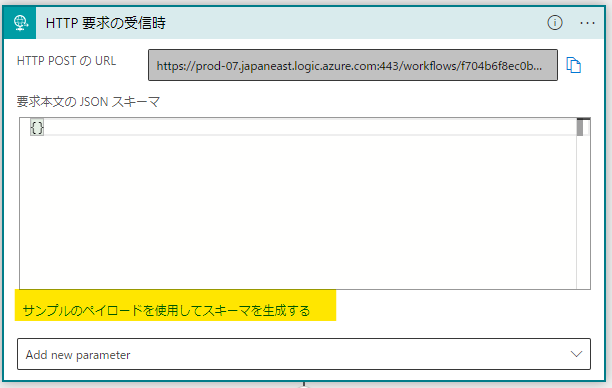 HTTP 要求の受信時
HTTP POST の URL
https://prod-07.japaneast.logic.azure.com:443/workflows/f704b6f8ec0b...
要求本文の JSON スキーマ
{}
サンプルのペイロードを使用してスキーマを生成する
Add new parameter